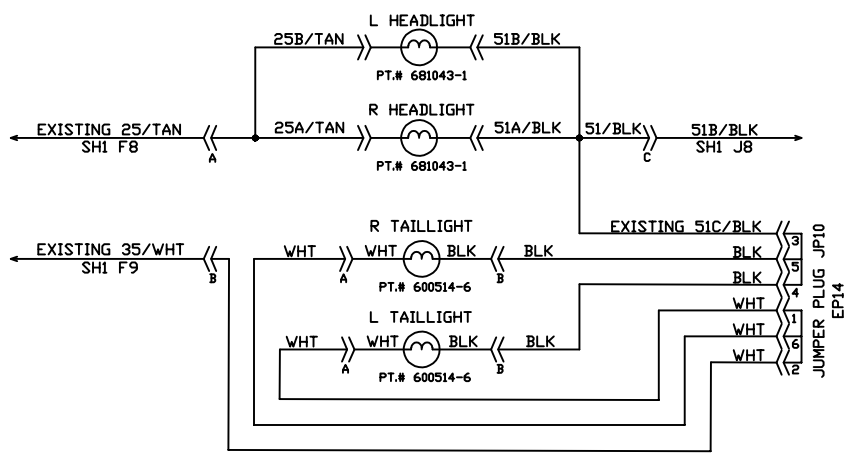 L HEADLIGHT
25B/TAN
51B/BLK
PT.# 681043-1
R HEADLIGHT
EXISTING 25/TAN
25A/TAN
51A/BLK
51/BLK
51B/BLK
SH1 F8
A
PT.# 681043-1
C
SH1 J8
R TAILLIGHT
EXISTING 51C/BLK
3
EXISTING 35/WHT
WHT
WHT
BLK
BLK
BLK
5
SH1 F9
B
A
B
PT.# 600514-6
BLK
4
L TAILLIGHT
WHT
1
WHT
WHT
BLK
BLK
WHT
6
A
B
PT.# 600514-6
WHT
2
JUMPER PLUG JP10
EP14